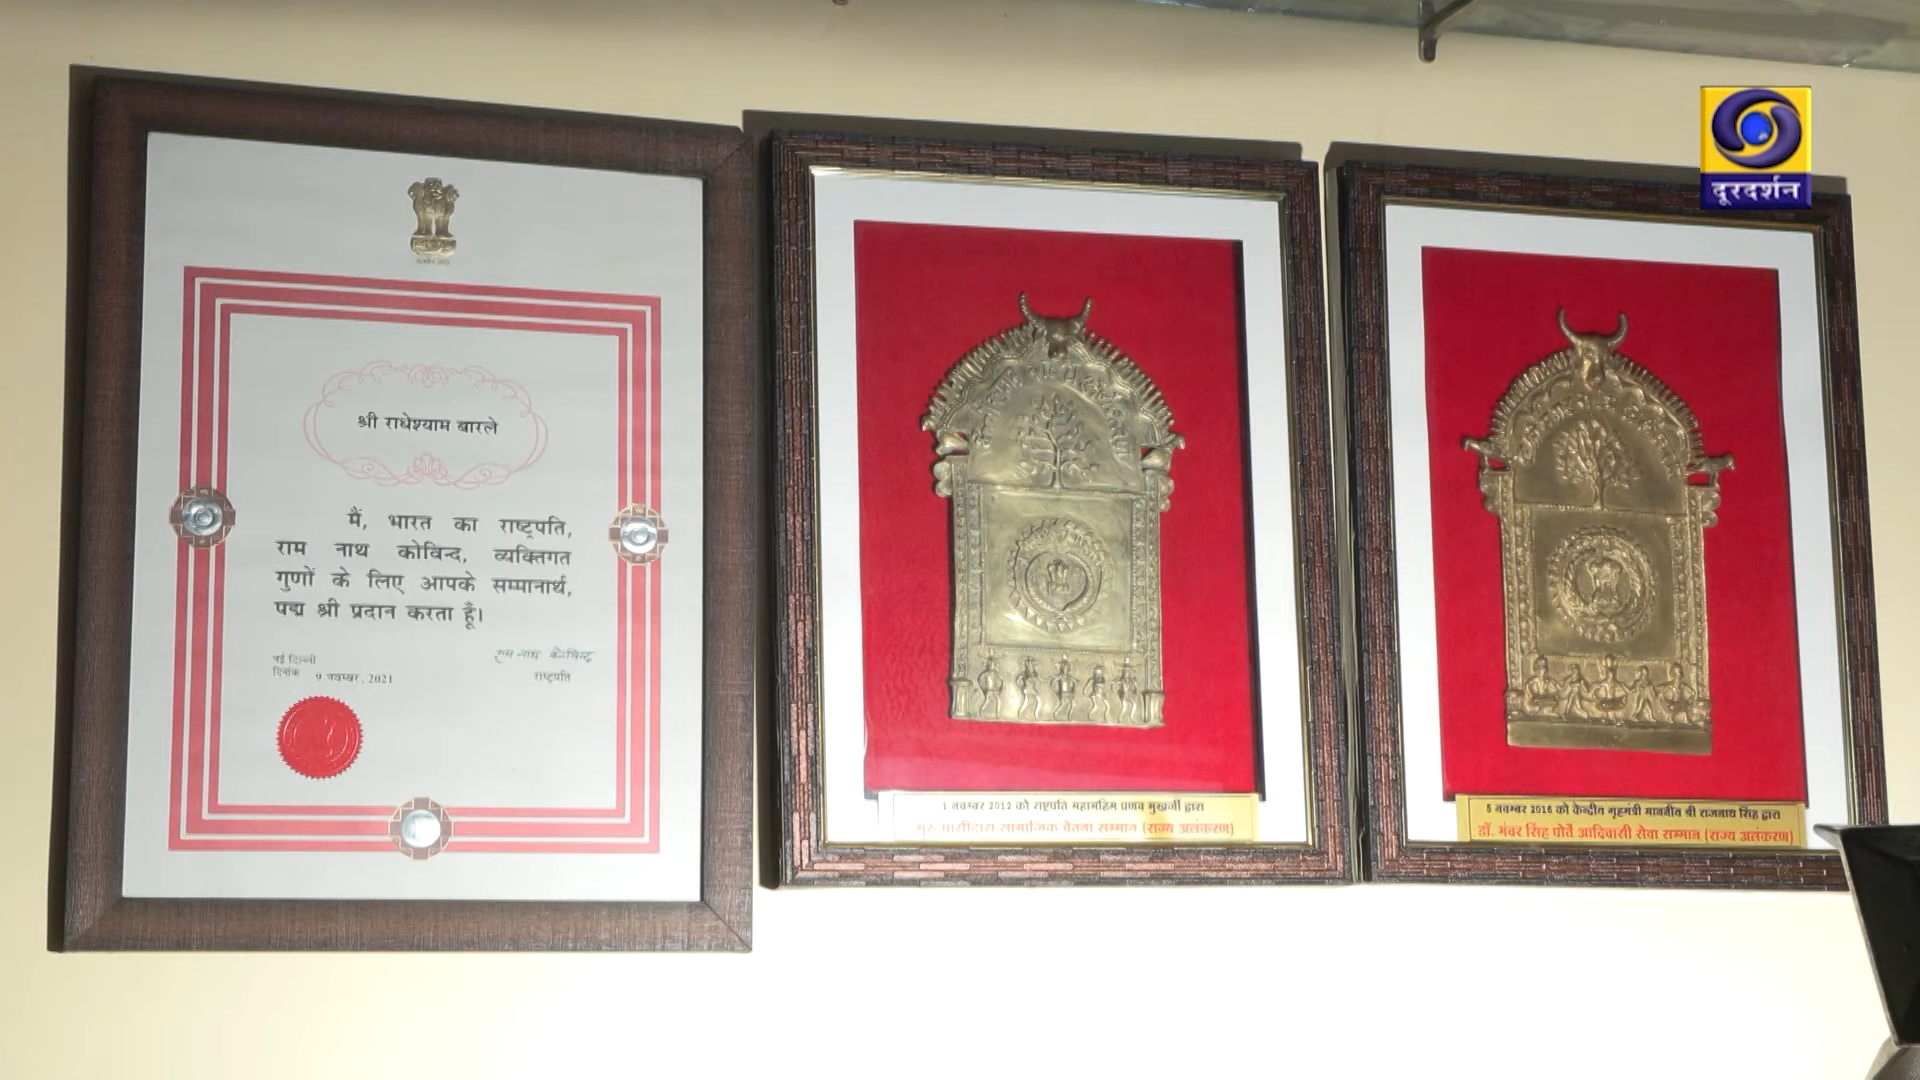 श्री राधेश्याम बारले
मैं, भारत का राष्ट्रपति,
राम नाथ कोविन्द, व्यक्तिगत
गुणों के लिए आपके सम्मानार्थ,
पद्म श्री प्रदान करता हूँ।
नई दिल्ली
दिनांक 9 नवम्बर, 2021
राम नाथ कोविन्द
राष्ट्रपति
1 नवम्बर 2012 को राष्ट्रपति महामहिम प्रणव मुखर्जी द्वारा
गुरु घासीदास सामाजिक चेतना सम्मान (राज्य अलंकरण)
5 नवम्बर 2016 को केन्द्रीय गृहमंत्री माननीय श्री राजनाथ सिंह द्वारा
डॉ. भंवर सिंह पोर्ते आदिवासी सेवा सम्मान (राज्य अलंकरण)
दूरदर्शन